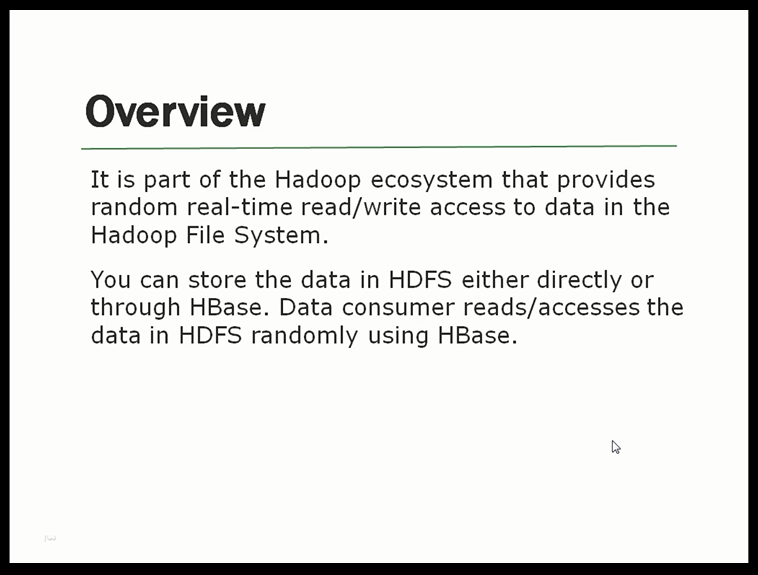 Overview
It is part of the Hadoop ecosystem that provides
random real-time read/write access to data in the
Hadoop File System.
You can store the data in HDFS either directly or
through HBase. Data consumer reads/accesses the
data in HDFS randomly using HBase.